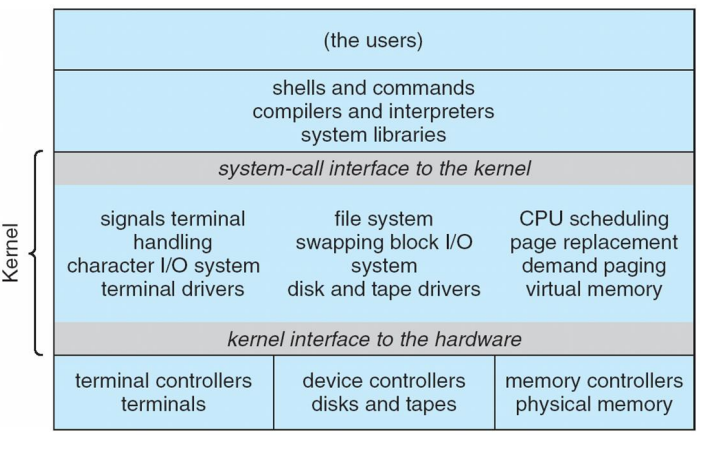 (the users)
shells and commands
compilers and interpreters
system libraries
system-call interface to the kernel
Kernel
signals terminal
handling
character I/O system
terminal drivers
file system
swapping block I/O
system
disk and tape drivers
CPU scheduling
page replacement
demand paging
virtual memory
kernel interface to the hardware
terminal controllers
terminals
device controllers
disks and tapes
memory controllers
physical memory